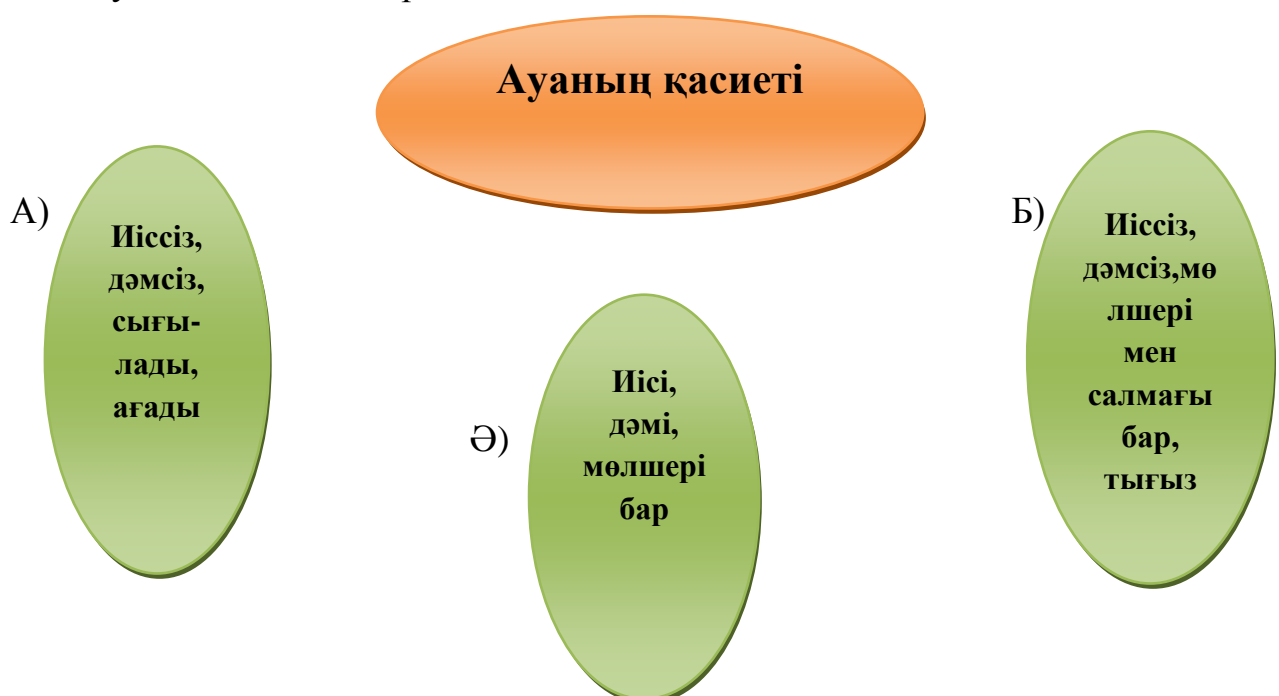 Ауаның қасиеті
А)
Иіссіз,
дәмсіз,
сығы-
лады,
ағады
Ә)
Иісі,
дәмі,
мөлшері
бар
Б)
Иіссіз,
дәмсіз,мө
лшері
мен
салмағы
бар,
тығыз